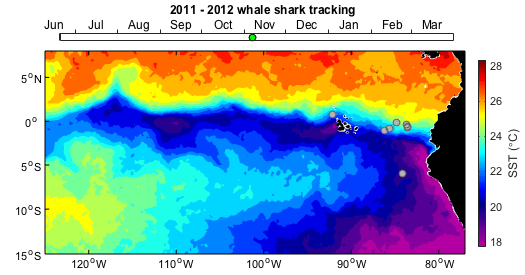 2011 - 2012 whale shark tracking
Jun Jul Aug Sep Oct Nov Dec Jan Feb Mar
5°N
0°
5°S
10°S
15°S
120°W 110°W 100°W 90°W 80°W
28
26
24
22
20
18
SST (°C)